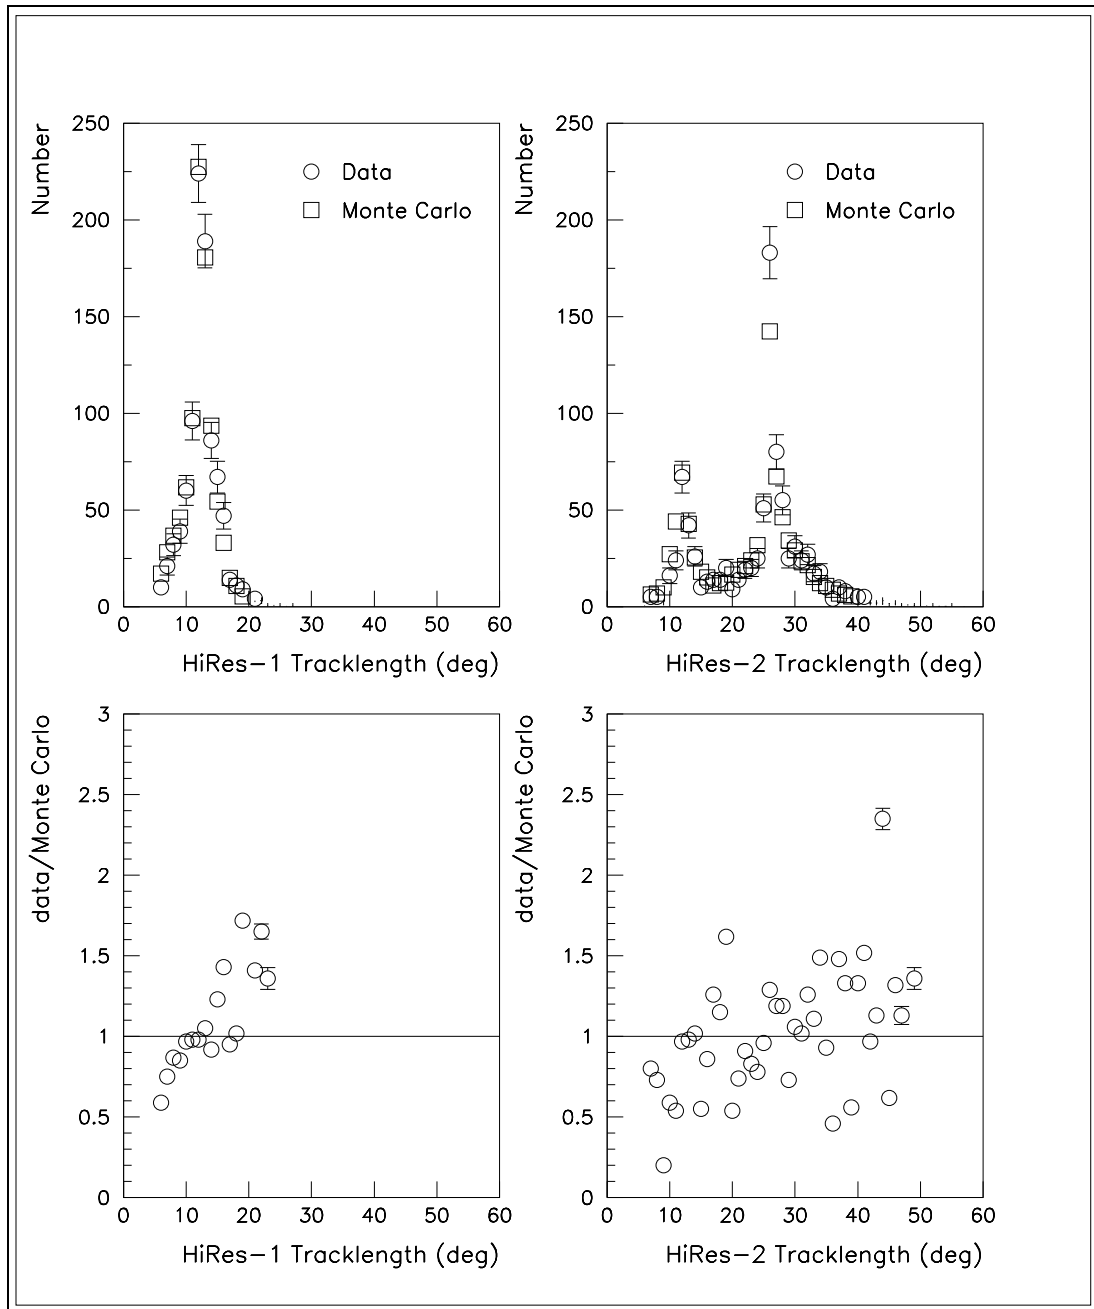 Number
250
200
150
100
50
0
Data
Monte Carlo
0 10 20 30 40 50 60
HiRes-1 Tracklength (deg)
Number
250
200
150
100
50
0
Data
Monte Carlo
0 10 20 30 40 50 60
HiRes-2 Tracklength (deg)
data/Monte Carlo
3
2.5
2
1.5
1
0.5
0
0 10 20 30 40 50 60
HiRes-1 Tracklength (deg)
data/Monte Carlo
3
2.5
2
1.5
1
0.5
0
0 10 20 30 40 50 60
HiRes-2 Tracklength (deg)